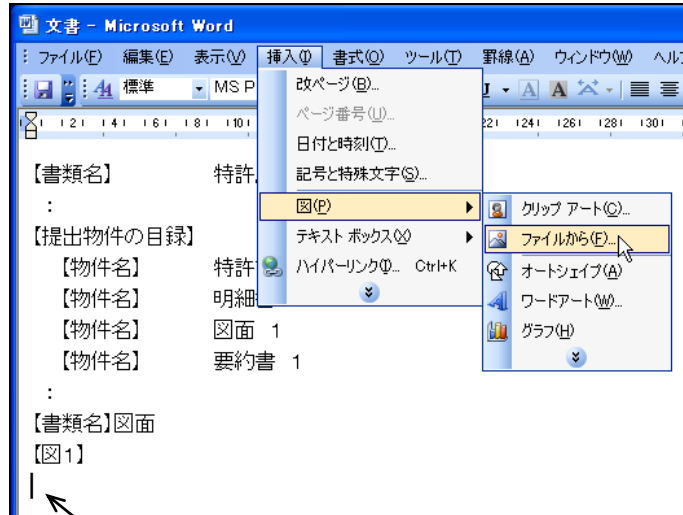 文書 - Microsoft Word
ファイル(F) 編集(E) 表示(V) 挿入(I) 書式(O) ツール(T) 罫線(A) ウィンドウ(W)
標準 MS P
改ページ(B)...
ページ番号(U)...
日付と時刻(T)...
記号と特殊文字(S)...
図(P)
テキスト ボックス(X)
ハイパーリンク(I)... Ctrl+K
クリップ アート(C)...
ファイルから(F)...
オートシェイプ(A)
ワードアート(W)...
グラフ(H)
【書類名】 特許
:
【提出物件の目録】
【物件名】 特許
【物件名】 明細
【物件名】 図面 1
【物件名】 要約書 1
:
【書類名】図面
【図1】